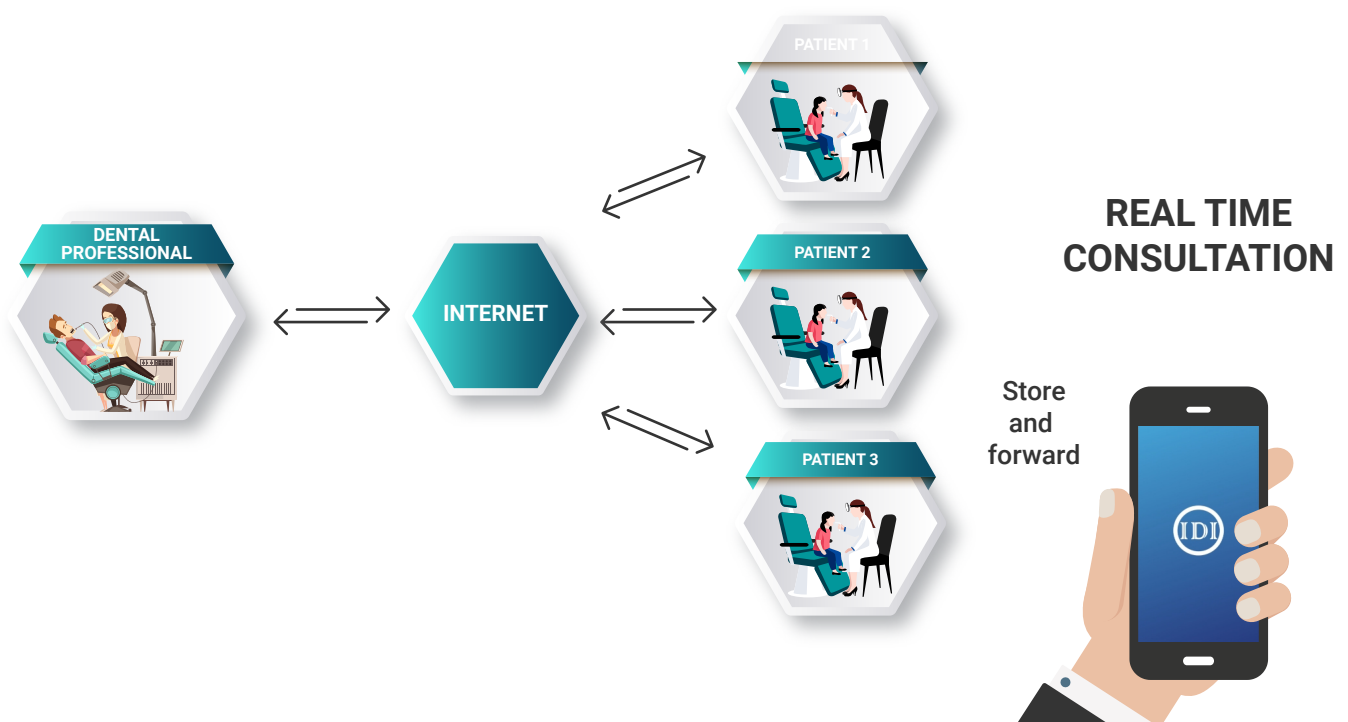 PATIENT 1
DENTAL
PROFESSIONAL
INTERNET
PATIENT 2
PATIENT 3
REAL TIME
CONSULTATION
Store
and
forward
IDI